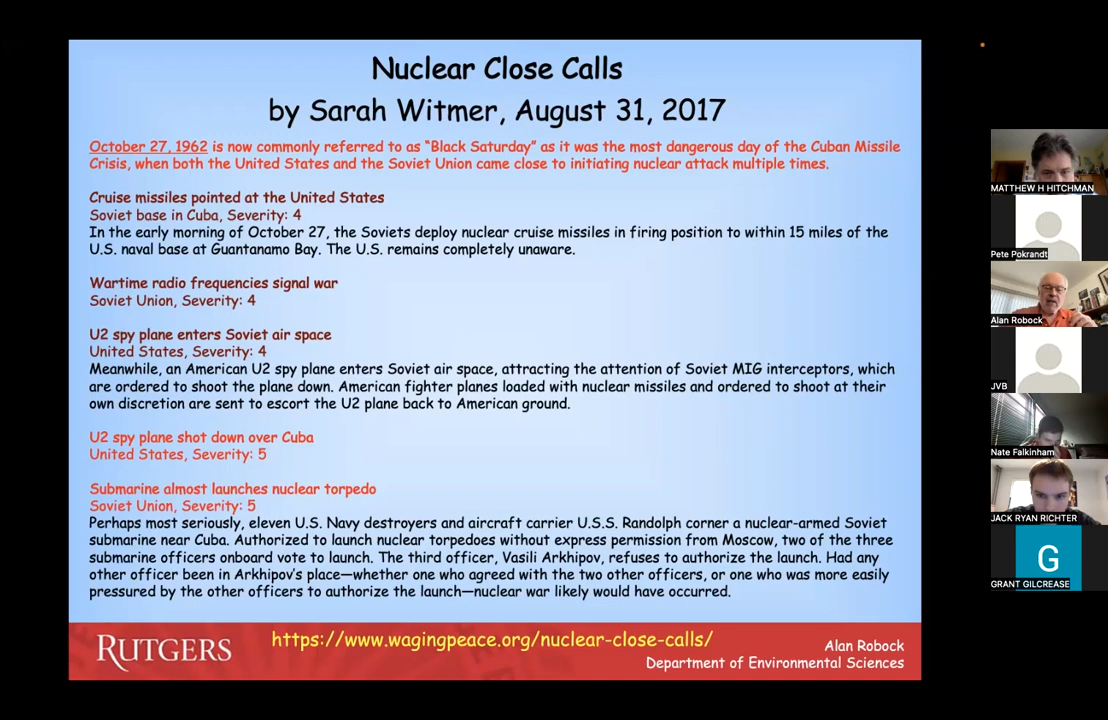 Nuclear Close Calls
by Sarah Witmer, August 31, 2017
October 27, 1962 is now commonly referred to as “Black Saturday” as it was the most dangerous day of the Cuban Missile
Crisis, when both the United States and the Soviet Union came close to initiating nuclear attack multiple times.
Cruise missiles pointed at the United States
Soviet base in Cuba, Severity: 4
In the early morning of October 27, the Soviets deploy nuclear cruise missiles in firing position to within 15 miles of the
U.S. naval base at Guantanamo Bay. The U.S. remains completely unaware.
Wartime radio frequencies signal war
Soviet Union, Severity: 4
U2 spy plane enters Soviet air space
United States, Severity: 4
Meanwhile, an American U2 spy plane enters Soviet air space, attracting the attention of Soviet MIG interceptors, which
are ordered to shoot the plane down. American fighter planes loaded with nuclear missiles and ordered to shoot at their
own discretion are sent to escort the U2 plane back to American ground.
U2 spy plane shot down over Cuba
United States, Severity: 5
Submarine almost launches nuclear torpedo
Soviet Union, Severity: 5
Perhaps most seriously, eleven U.S. Navy destroyers and aircraft carrier U.S.S. Randolph corner a nuclear-armed Soviet
submarine near Cuba. Authorized to launch nuclear torpedoes without express permission from Moscow, two of the three
submarine officers onboard vote to launch. The third officer, Vasili Arkhipov, refuses to authorize the launch. Had any
other officer been in Arkhipov’s place—whether one who agreed with the two other officers, or one who was more easily
pressured by the other officers to authorize the launch—nuclear war likely would have occurred.
RUTGERS
https://www.wagingpeace.org/nuclear-close-calls/
Alan Robock
Department of Environmental Sciences
MATTHEW H HITCHMAN
Pete Pokrandt
Alan Robock
JVB
Nate Falkinham
JACK RYAN RICHTER
G
GRANT GILCREASE